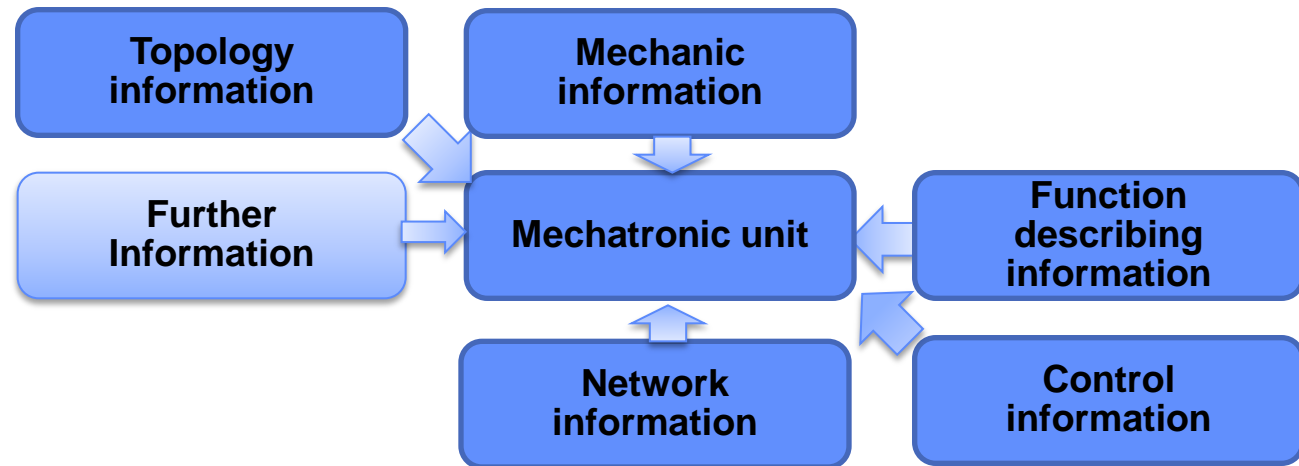 Topology
information
Mechanic
information
Further
Information
Mechatronic unit
Function
describing
information
Network
information
Control
information